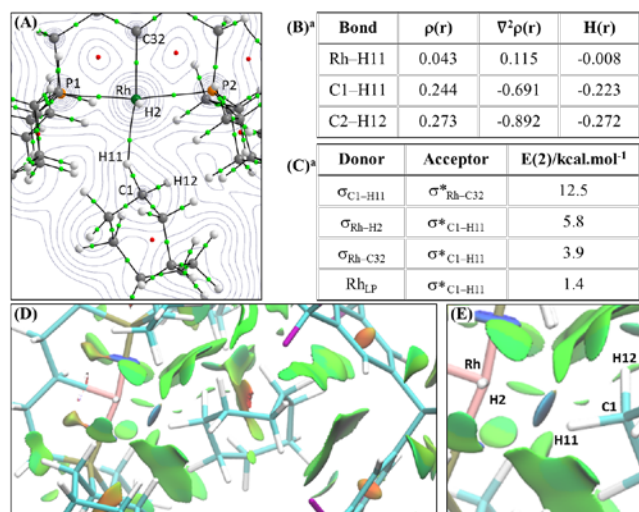 (A)
C32
P1
Rh
P2
H2
H11
C1
H12
(B)ᵃ
Bond ρ(r) ∇²ρ(r) H(r)
Rh–H11 0.043 0.115 -0.008
C1–H11 0.244 -0.691 -0.223
C2–H12 0.273 -0.892 -0.272
(C)ᵃ
Donor Acceptor E(2)/kcal.mol⁻¹
σC1–H11 σ*Rh–C32 12.5
σRh–H2 σ*C1–H11 5.8
σRh–C32 σ*C1–H11 3.9
RhLP σ*C1–H11 1.4
(D)
(E)
H12
Rh
C1
H2
H11